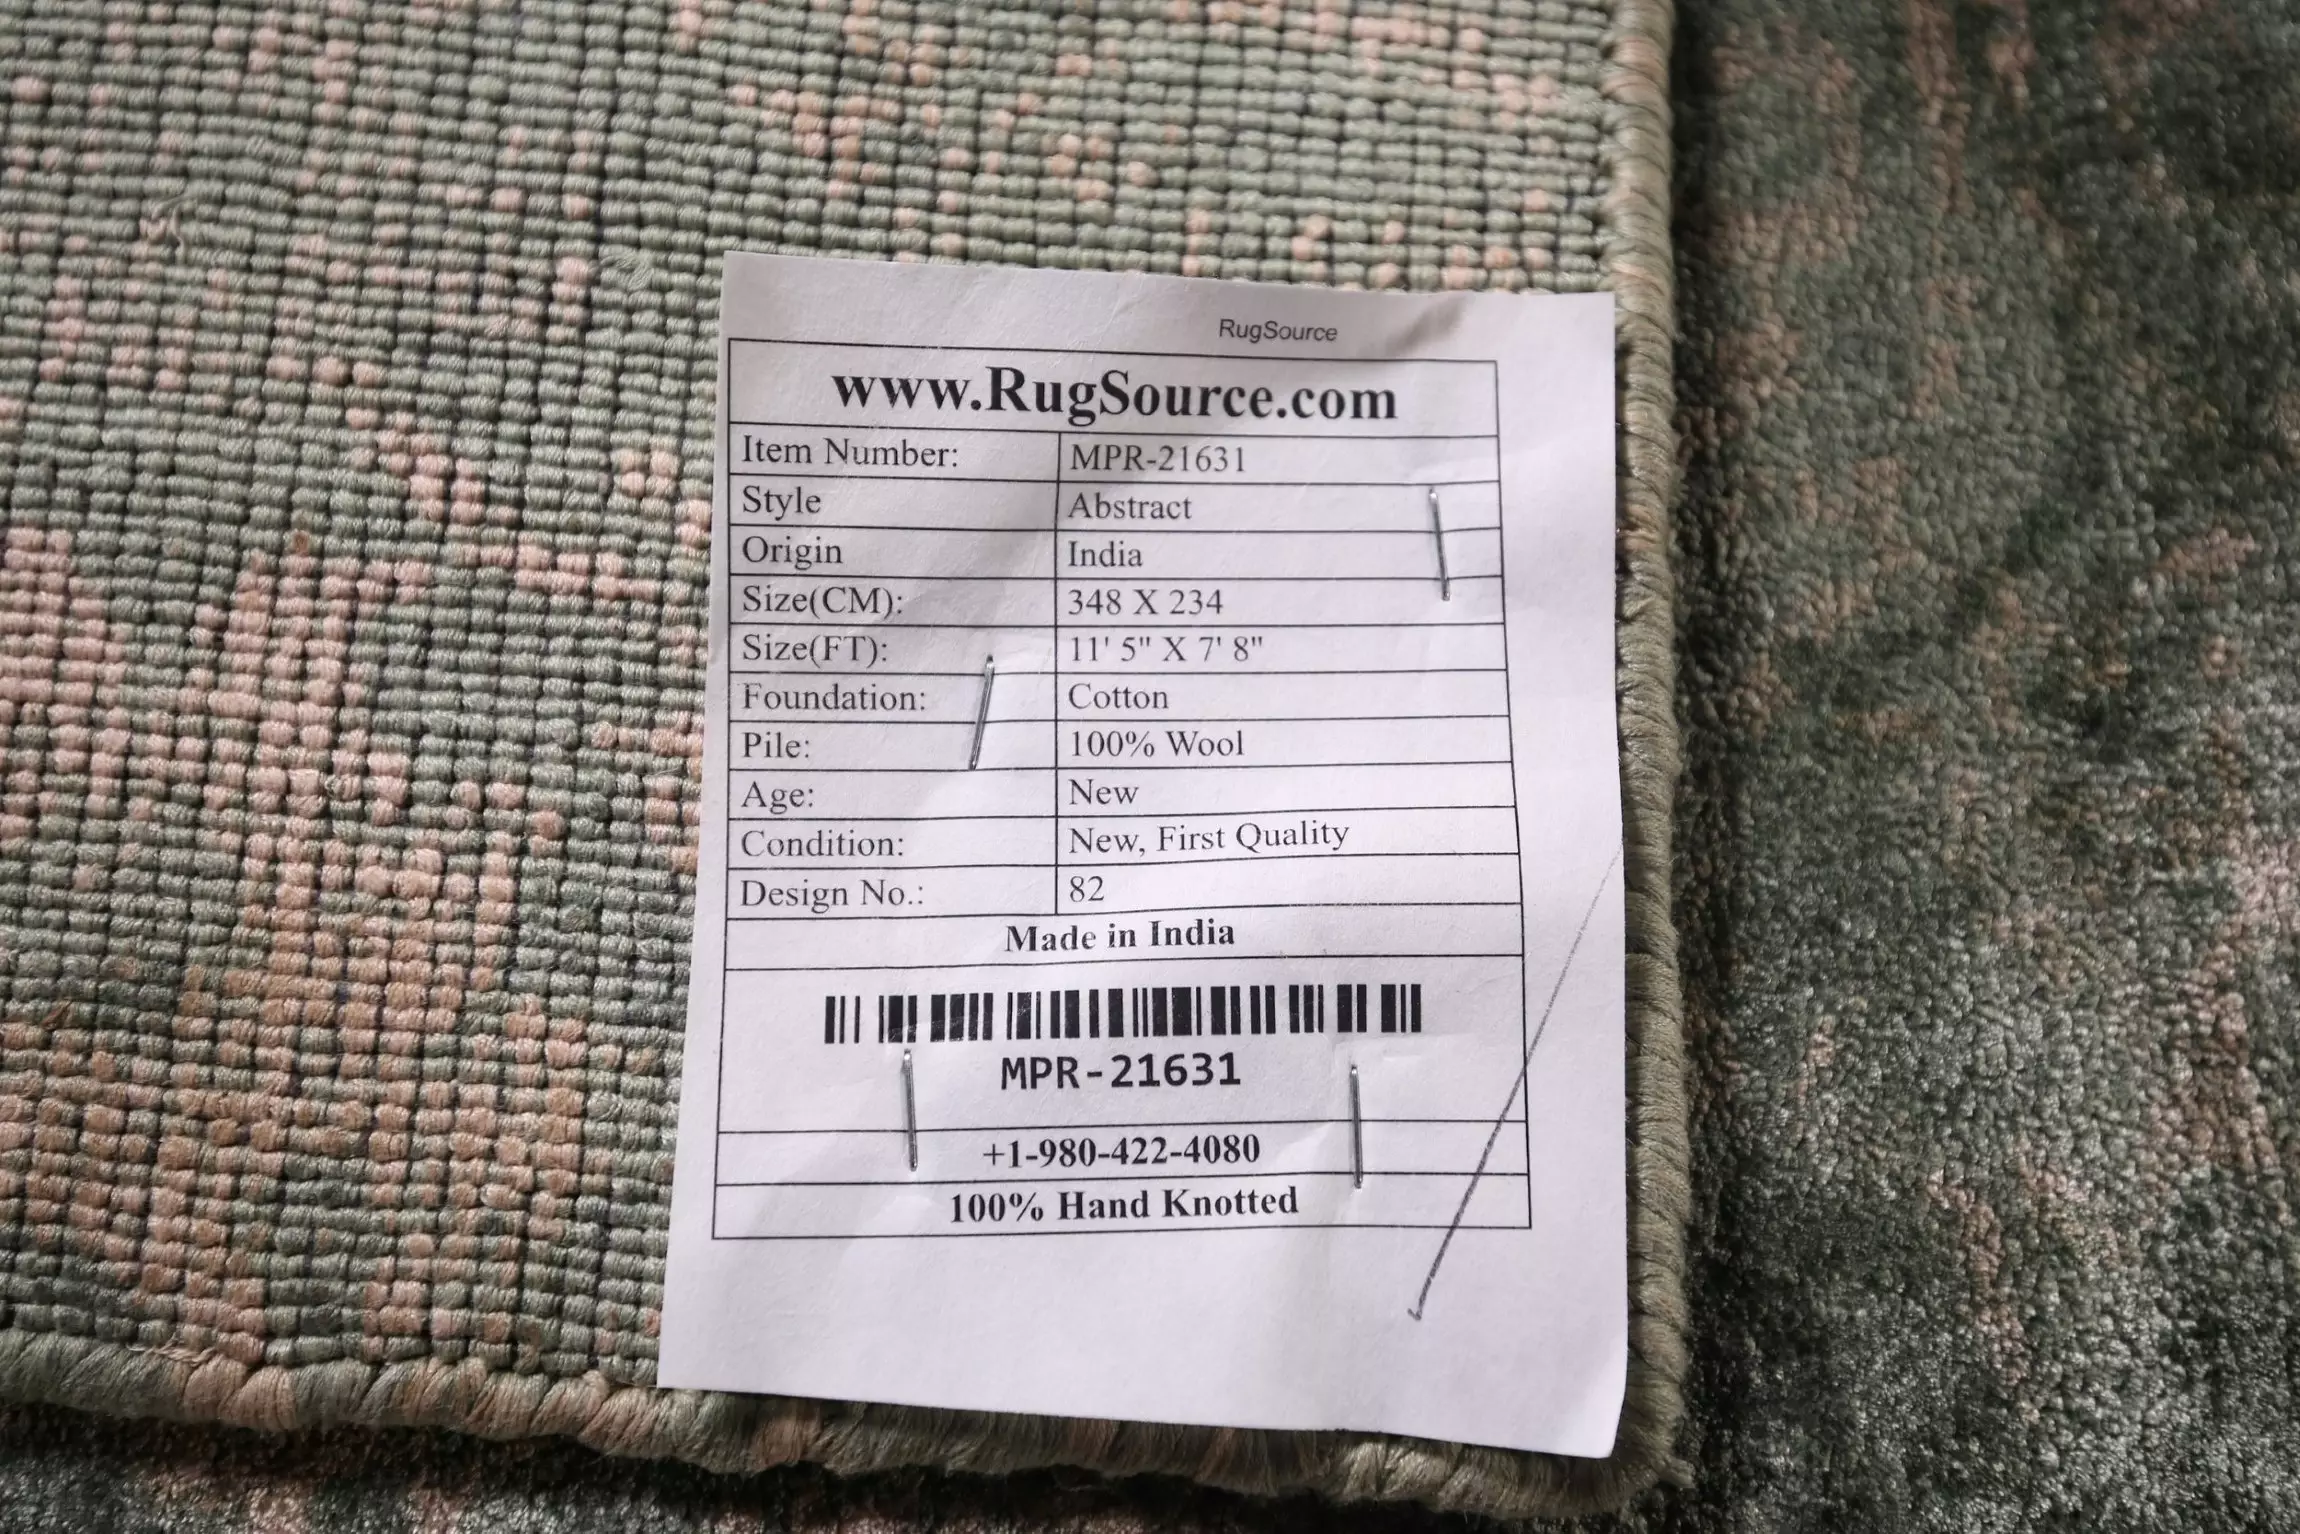 RugSource
www.RugSource.com
Item Number: MPR-21631
Style Abstract
Origin India
Size(CM): 348 X 234
Size(FT): 11' 5" X 7' 8"
Foundation: Cotton
Pile: 100% Wool
Age: New
Condition: New, First Quality
Design No.: 82
Made in India
MPR-21631
+1-980-422-4080
100% Hand Knotted